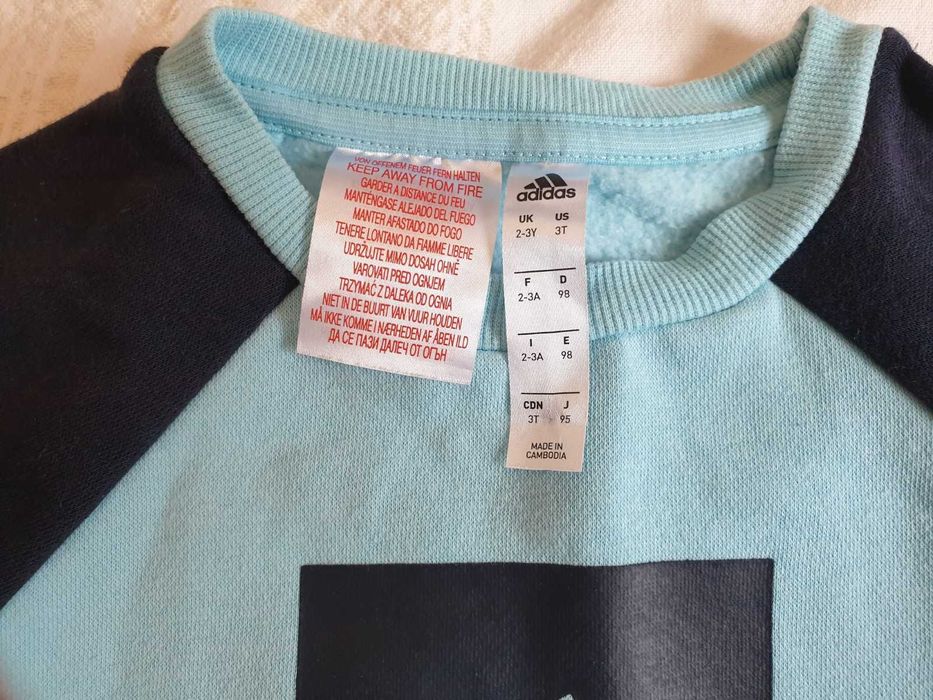 VON OFFENEM FEUER FERN HALTEN
KEEP AWAY FROM FIRE
GARDER A DISTANCE DU FEU
MANTÉNGASE ALEJADO DEL FUEGO
MANTER AFASTADO DO FOGO
TENERE LONTANO DA FIAMME LIBERE
UDRŽUJTE MIMO DOSAH OHNĚ
VAROVATI PRED OGNJEM
TRZYMAĆ Z DALEKA OD OGNIA
NIET IN DE BUURT VAN VUUR HOUDEN
MÅ IKKE KOMME I NÆRHEDEN AF ÅBEN ILD
ДА СЕ ПАЗИ ДАЛЕЧ ОТ ОГЪН
adidas
UK US
2-3Y 3T
F D
2-3A 98
I E
2-3A 98
CDN J
3T 95
MADE IN
CAMBODIA